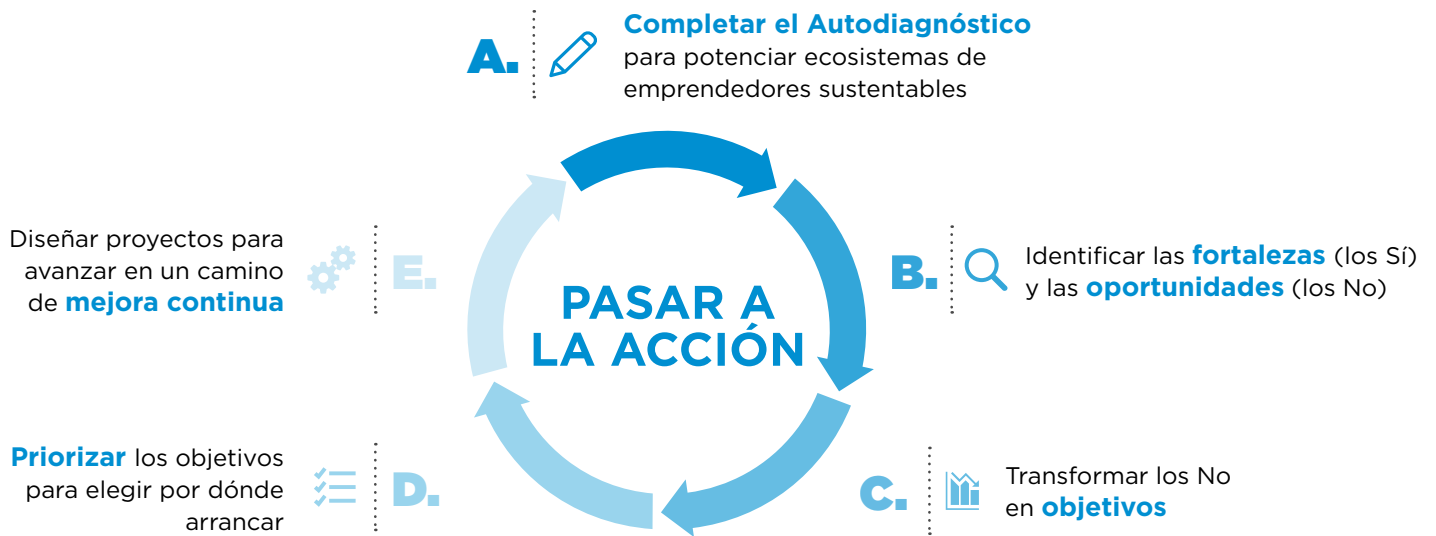 A.
Completar el Autodiagnóstico
para potenciar ecosistemas de
emprendedores sustentables
B.
Identificar las fortalezas (los Sí)
y las oportunidades (los No)
C.
Transformar los No
en objetivos
D.
Priorizar los objetivos
para elegir por dónde
arrancar
E.
Diseñar proyectos para
avanzar en un camino
de mejora continua
PASAR A
LA ACCIÓN